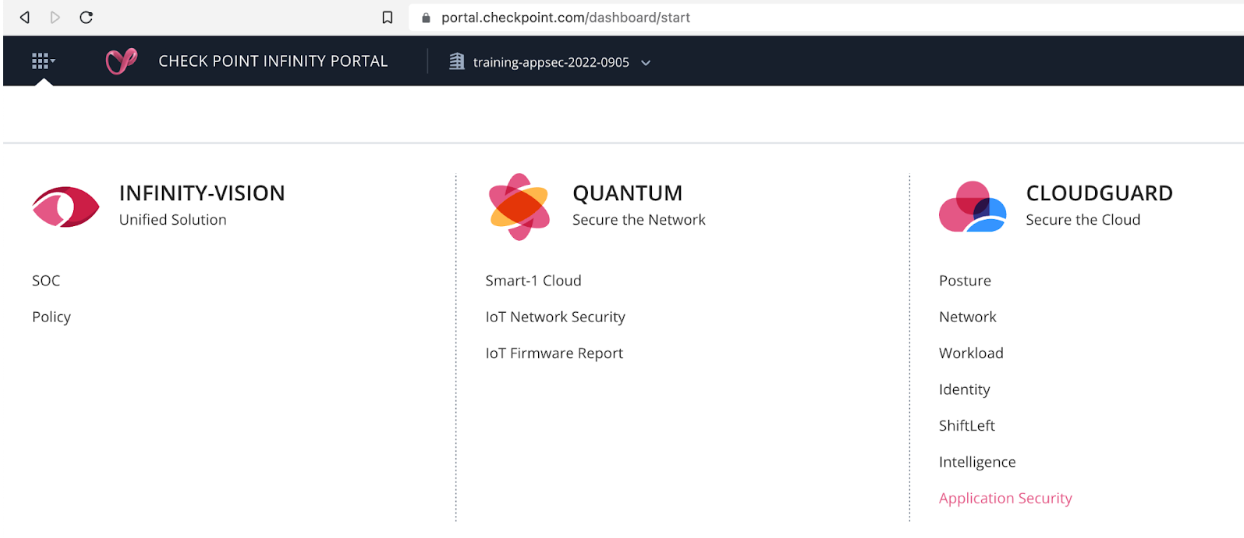 portal.checkpoint.com/dashboard/start
CHECK POINT INFINITY PORTAL
training-appsec-2022-0905
INFINITY-VISION
Unified Solution
SOC
Policy
QUANTUM
Secure the Network
Smart-1 Cloud
IoT Network Security
IoT Firmware Report
CLOUDGUARD
Secure the Cloud
Posture
Network
Workload
Identity
ShiftLeft
Intelligence
Application Security